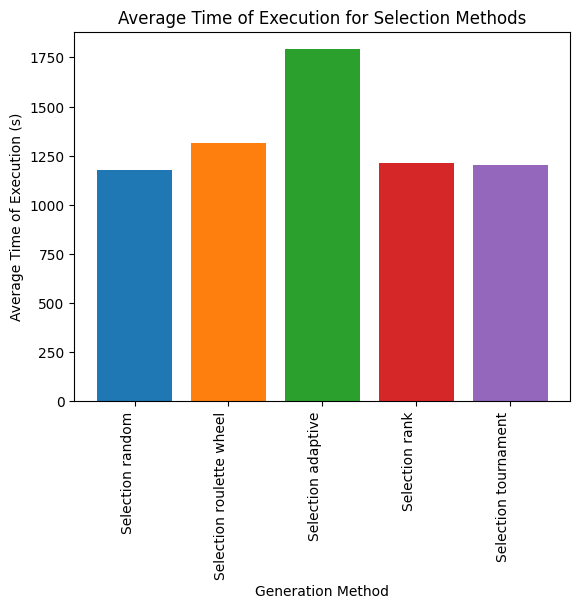 Average Time of Execution for Selection Methods
Average Time of Execution (s)
1750
1500
1250
1000
750
500
250
0
Selection random
Selection roulette wheel
Selection adaptive
Selection rank
Selection tournament
Generation Method